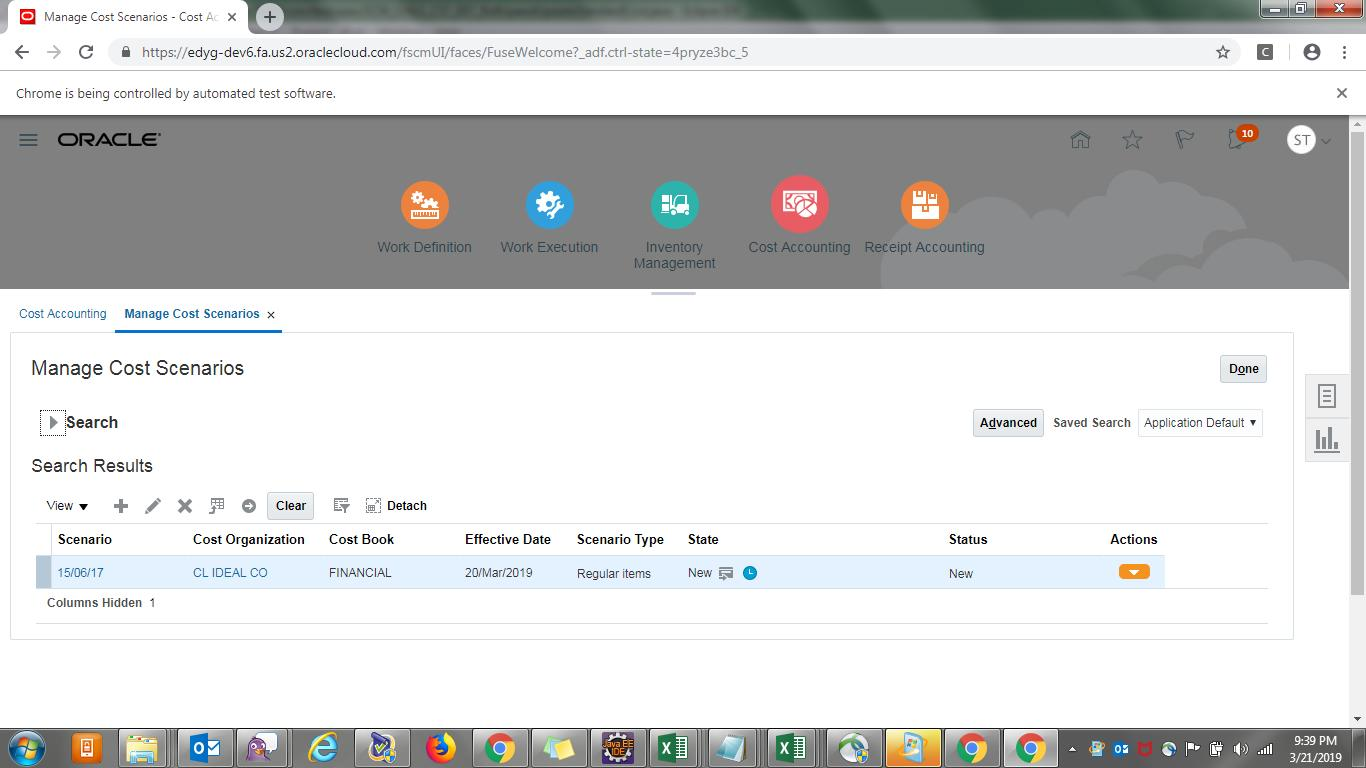 Manage Cost Scenarios - Cost Ac
https://edyg-dev6.fa.us2.oraclecloud.com/fscmUI/faces/FuseWelcome?_adf.ctrl-state=4pryze3bc_5
C
Chrome is being controlled by automated test software.
ORACLE
10
ST
Work Definition
Work Execution
Inventory Management
Cost Accounting
Receipt Accounting
Cost Accounting
Manage Cost Scenarios
Manage Cost Scenarios
Done
Search
Advanced Saved Search Application Default
Search Results
View Clear Detach
Scenario Cost Organization Cost Book Effective Date Scenario Type State Status Actions
15/06/17 CL IDEAL CO FINANCIAL 20/Mar/2019 Regular items New New
Columns Hidden 1
Java EE
IDE
9:39 PM
3/21/2019